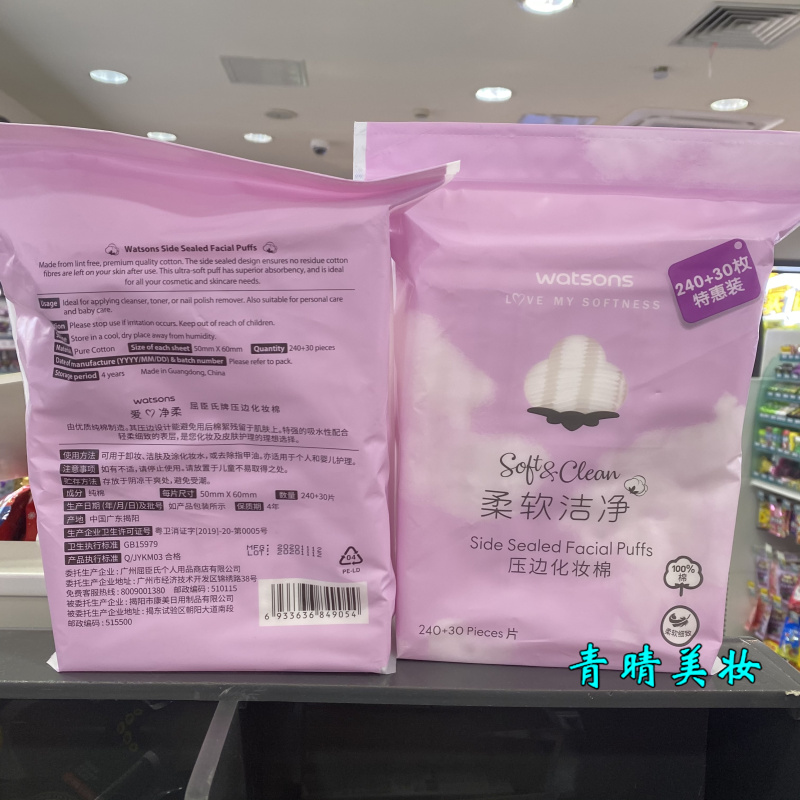 Watsons Side Sealed Facial Puffs
Made from lint free, premium quality cotton. The side sealed design ensures no residue cotton
fibres are left on your skin after use. This ultra-soft puff has superior absorbency, and is ideal
for all your cosmetic and skincare needs.
Usage Ideal for applying cleanser, toner, or nail polish remover. Also suitable for personal care
and baby care.
Please stop use if irritation occurs. Keep out of reach of children.
Store in a cool, dry place away from humidity.
Pure Cotton Size of each sheet 50mm X 60mm Quantity 240+30 pieces
Date of manufacture (YYYY/MM/DD) & batch number Please refer to pack.
Storage period 4 years Made in Guangdong, China
watsons
爱♡净柔 屈臣氏牌压边化妆棉
由优质纯棉制造。其压边设计能避免用后棉絮残留于肌肤上。特强的吸水性配合
轻柔细致的表层，是您化妆及皮肤护理的理想选择。
使用方法 可用于卸妆、洁肤及涂化妆水，或去除指甲油。亦适用于个人和婴儿护理。
注意事项 如有不适，请停止使用。请放置于儿童不易取得之处。
贮存方法 存放于阴凉干爽处，避免受潮。
成分 纯棉 每片尺寸 50mm X 60mm 数量 240+30片
生产日期 (年/月/日)及批号 如产品包装所示 保质期 4年
产地 中国广东揭阳
生产企业卫生许可证号 粤卫消证字[2019]-20-第0005号
卫生执行标准 GB15979
产品执行标准 Q/JYKM03 合格
委托生产企业: 广州屈臣氏个人用品商店有限公司
委托生产企业地址: 广州市经济技术开发区锦绣路38号
免费客服热线: 8009001380 邮政编码: 510115
被委托生产企业: 揭阳市康美日用制品有限公司
被委托生产企业地址: 揭东试验区朝阳大道南段
邮政编码: 515500
MFG: 20201112
LOT: 20201112
04
PE-LD
6 933636 849054
watsons
LOVE MY SOFTNESS
240+30枚
特惠装
Soft & Clean
柔软洁净
Side Sealed Facial Puffs
压边化妆棉
100%
棉
柔软细致
240+30 Pieces 片
青晴美妆